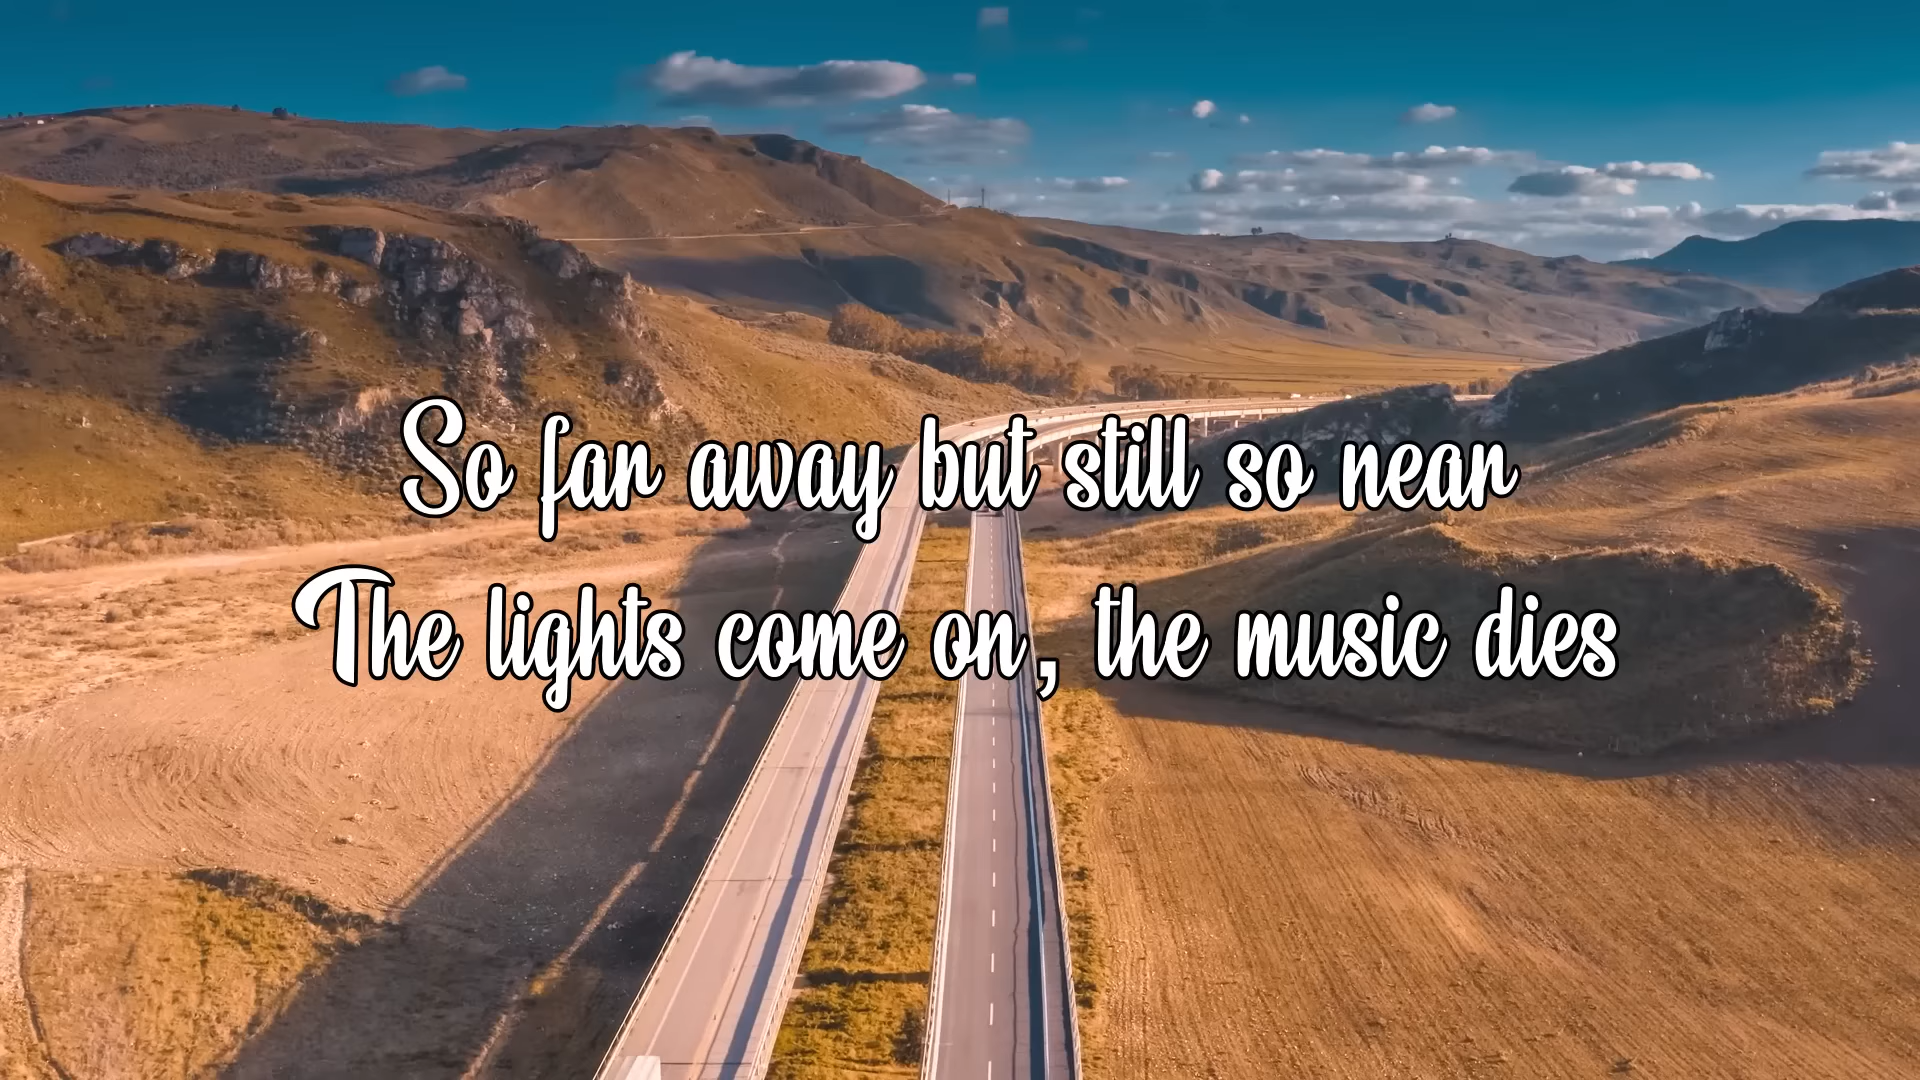 So far away but still so near
The lights come on, the music dies